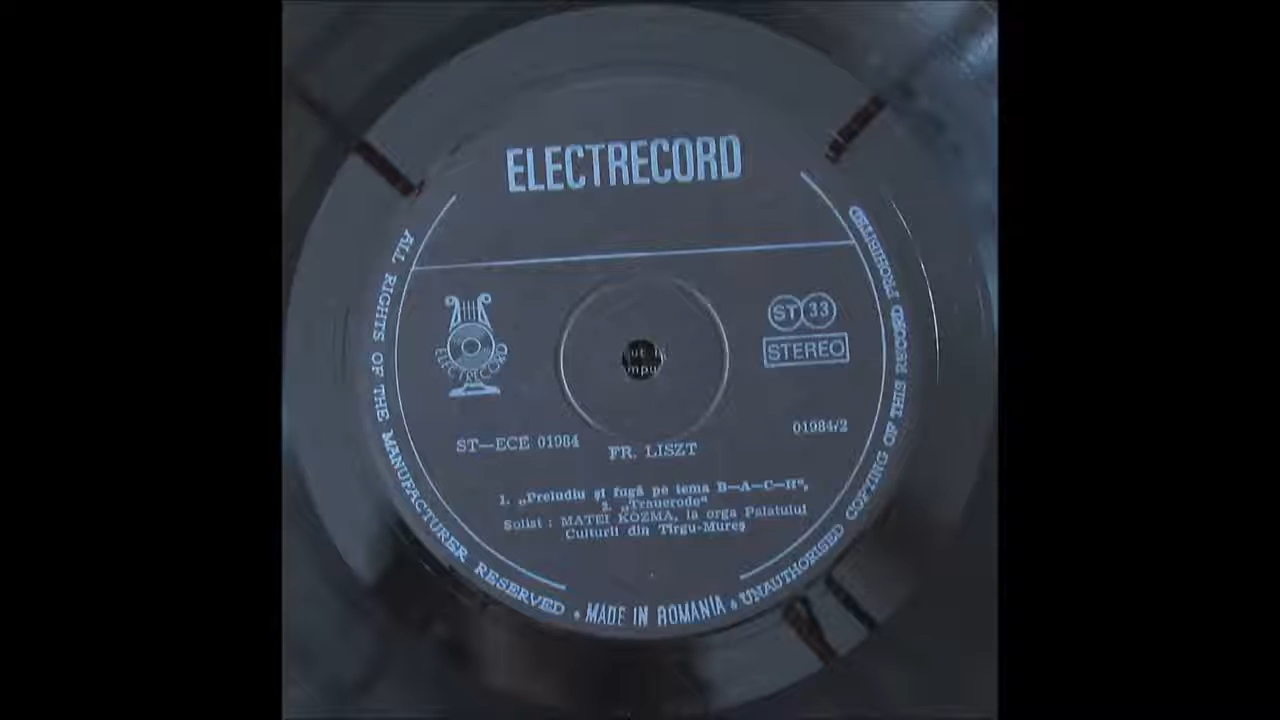 ELECTRECORD
ELECTRECORD
ST 33
STEREO
ST—ECE 01984
01984/2
FR. LISZT
1. „Preludiu și fugă pe tema B—A—C—H“,
2. „Trauerode“
Solist : MATEI KOZMA, la orga Palatului
Culturii din Tîrgu-Mureș
ALL RIGHTS OF THE MANUFACTURER RESERVED • MADE IN ROMANIA • UNAUTHORISED COPYING OF THIS RECORD PROHIBITED